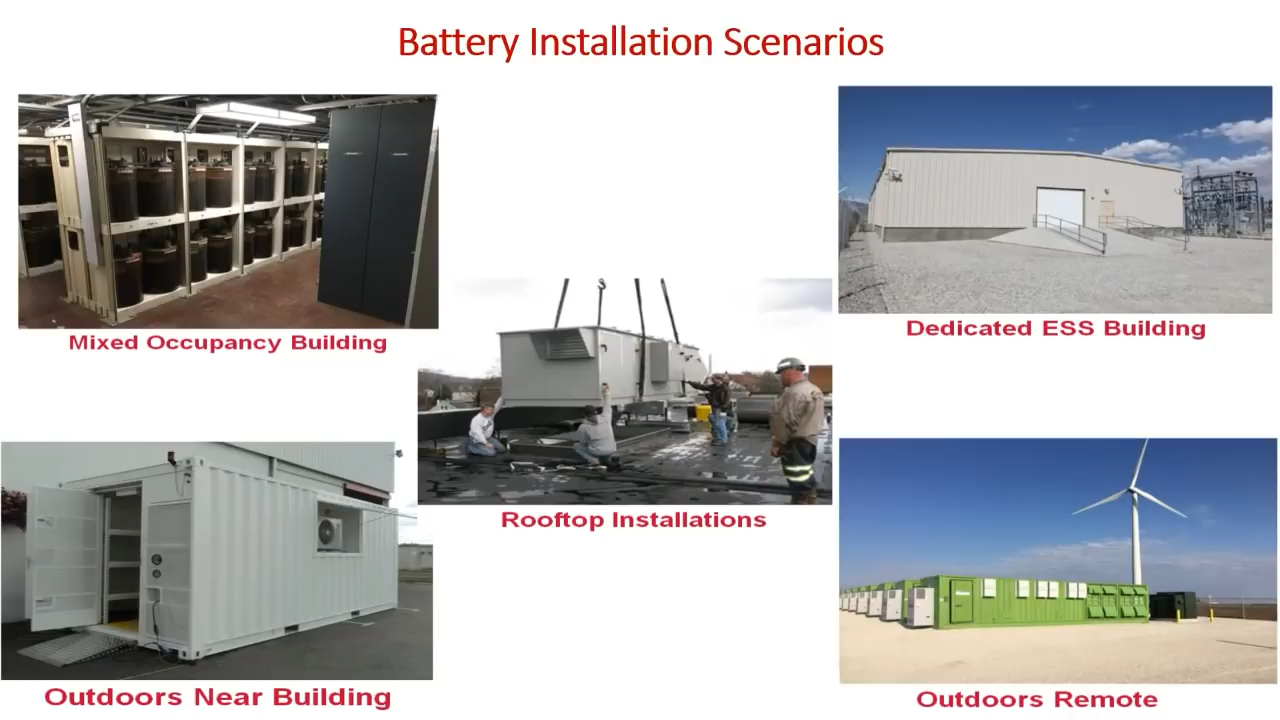 Battery Installation Scenarios
Mixed Occupancy Building
Dedicated ESS Building
Rooftop Installations
Outdoors Near Building
Outdoors Remote